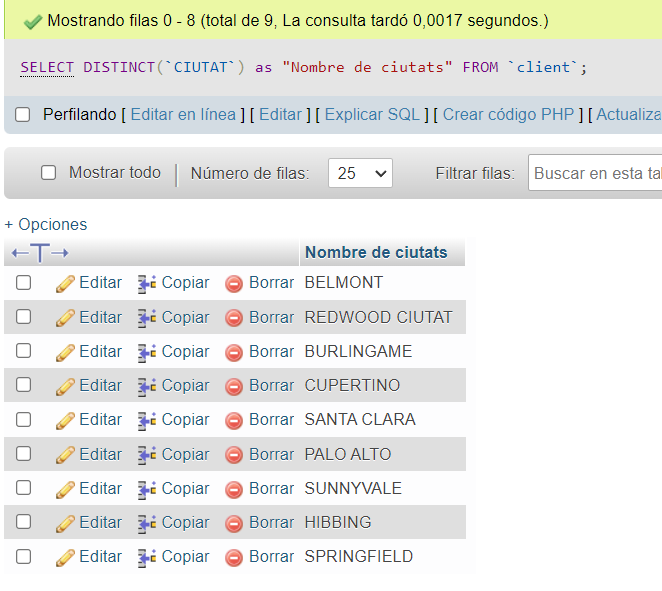 Mostrando filas 0 - 8 (total de 9, La consulta tardó 0,0017 segundos.)
SELECT DISTINCT(`CIUTAT`) as "Nombre de ciutats" FROM `client`;
Perfilando [ Editar en línea ] [ Editar ] [ Explicar SQL ] [ Crear código PHP ] [ Actualiza
Mostrar todo | Número de filas: 25 Filtrar filas: Buscar en esta ta
+ Opciones
←T→ Nombre de ciutats
Editar Copiar Borrar BELMONT
Editar Copiar Borrar REDWOOD CIUTAT
Editar Copiar Borrar BURLINGAME
Editar Copiar Borrar CUPERTINO
Editar Copiar Borrar SANTA CLARA
Editar Copiar Borrar PALO ALTO
Editar Copiar Borrar SUNNYVALE
Editar Copiar Borrar HIBBING
Editar Copiar Borrar SPRINGFIELD